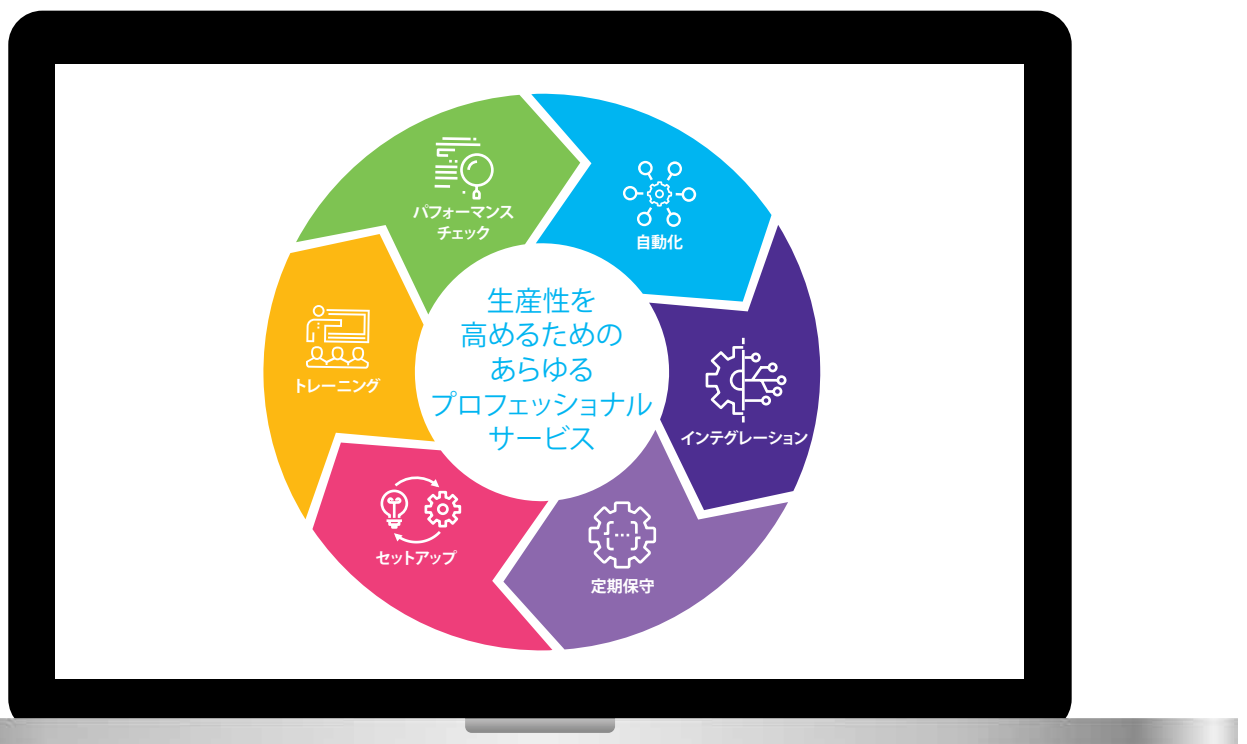 パフォーマンス
チェック
自動化
生産性を
高めるための
あらゆる
プロフェッショナル
サービス
トレーニング
インテグレーション
セットアップ
定期保守